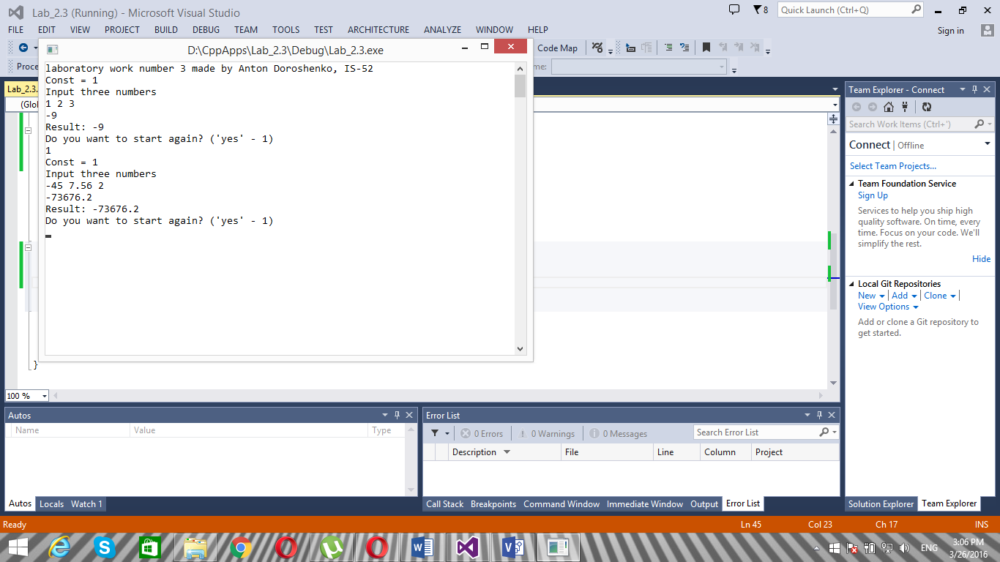 Lab_2.3 (Running) - Microsoft Visual Studio
8
Quick Launch (Ctrl+Q)
FILE EDIT VIEW PROJECT BUILD DEBUG TEAM TOOLS TEST ARCHITECTURE ANALYZE WINDOW HELP
Sign in
D:\CppApps\Lab_2.3\Debug\Lab_2.3.exe
Code Map
laboratory work number 3 made by Anton Doroshenko, IS-52
Const = 1
Input three numbers
1 2 3
-9
Result: -9
Do you want to start again? ('yes' - 1)
1
Const = 1
Input three numbers
-45 7.56 2
-73676.2
Result: -73676.2
Do you want to start again? ('yes' - 1)
}
100 %
Team Explorer - Connect
Search Work Items (Ctrl+')
Connect | Offline
Select Team Projects...
Team Foundation Service
Sign Up
Services to help you ship high
quality software. On time, every
time. Focus on your code. We'll
simplify the rest.
Hide
Local Git Repositories
New | Add | Clone |
View Options
Add or clone a Git repository to
get started.
Autos
Name Value Type
Autos Locals Watch 1
Error List
0 Errors 0 Warnings 0 Messages
Search Error List
Description File Line Column Project
Call Stack Breakpoints Command Window Immediate Window Output Error List
Solution Explorer Team Explorer
Ready
Ln 45 Col 23 Ch 17 INS
ENG
3:06 PM
3/26/2016